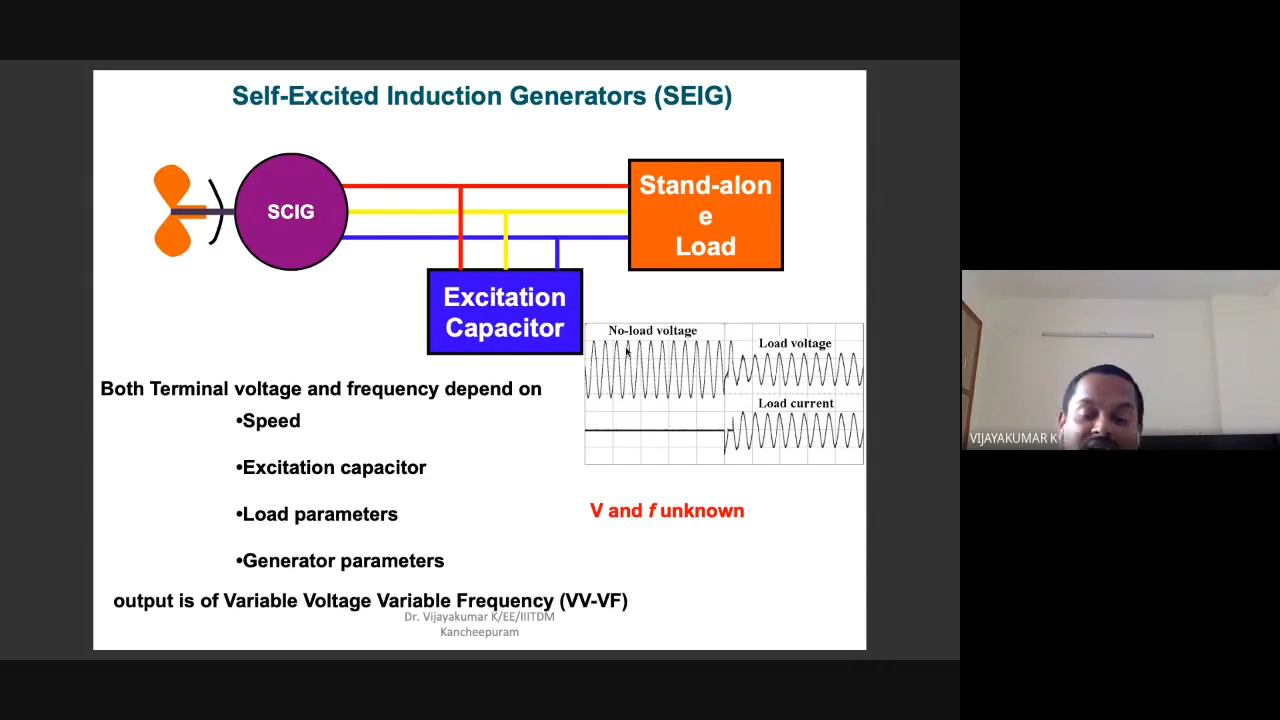 Self-Excited Induction Generators (SEIG)
SCIG
Stand-alon
e
Load
Excitation
Capacitor
No-load voltage
Load voltage
Load current
Both Terminal voltage and frequency depend on
•Speed
•Excitation capacitor
•Load parameters
•Generator parameters
V and f unknown
output is of Variable Voltage Variable Frequency (VV-VF)
Dr. Vijayakumar K/EE/IIITDM
Kancheepuram
VIJAYAKUMAR K